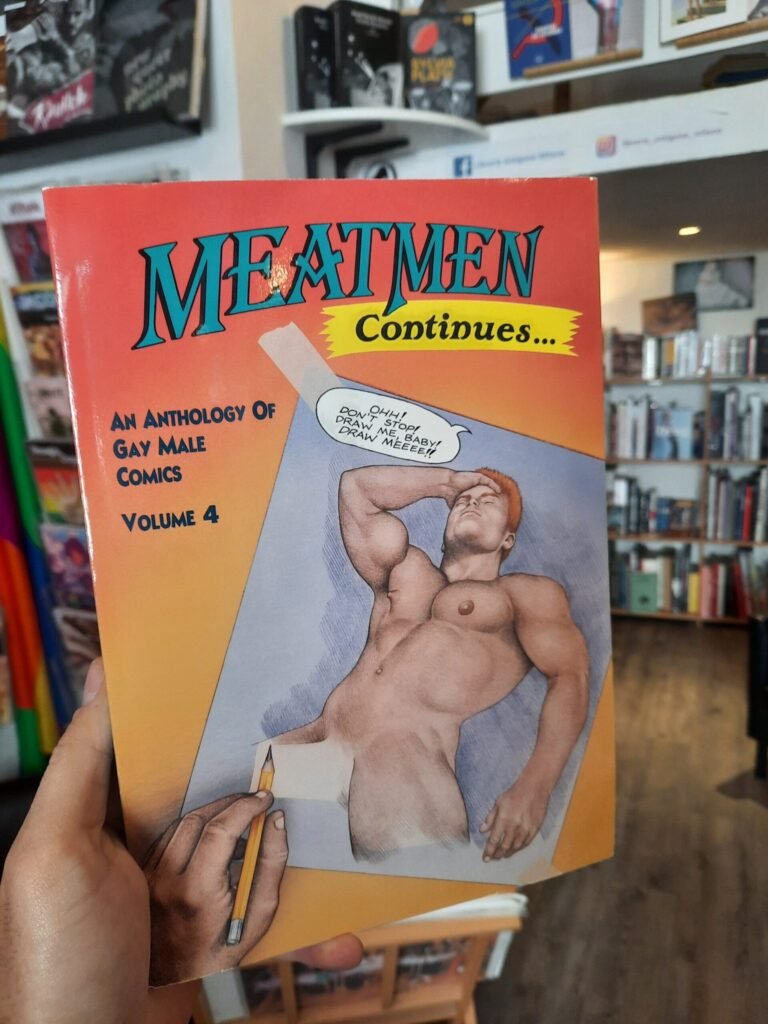 MEATMEN
Continues...
AN ANTHOLOGY OF
GAY MALE
COMICS
VOLUME 4
OHH!
DON'T STOP!
DRAW ME, BABY!
DRAW MEEEE!!